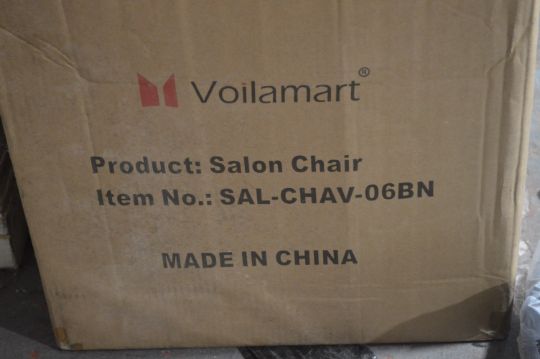 Voilamart®
Product: Salon Chair
Item No.: SAL-CHAV-06BN
MADE IN CHINA